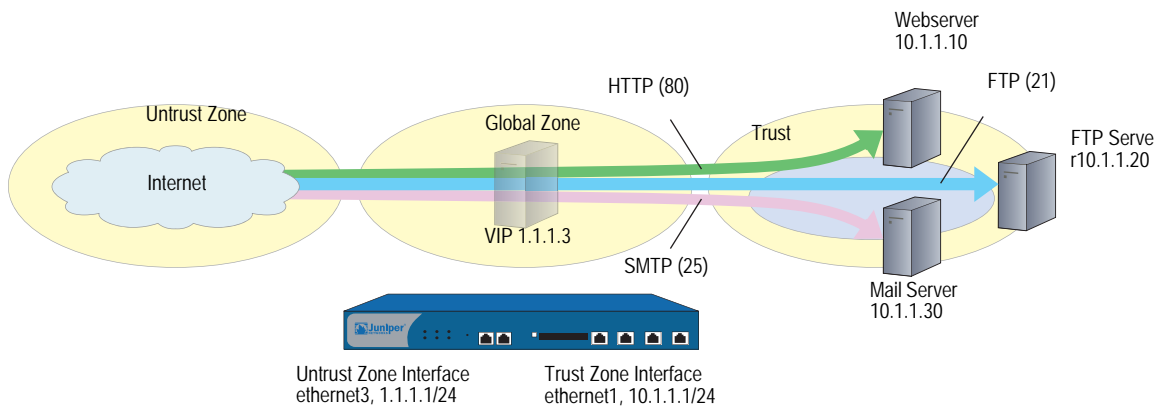 Webserver
10.1.1.10
HTTP (80)
FTP (21)
Untrust Zone
Global Zone
Trust
FTP Serve
r10.1.1.20
Internet
VIP 1.1.1.3
SMTP (25)
Mail Server
10.1.1.30
Juniper
Untrust Zone Interface
ethernet3, 1.1.1.1/24
Trust Zone Interface
ethernet1, 10.1.1.1/24